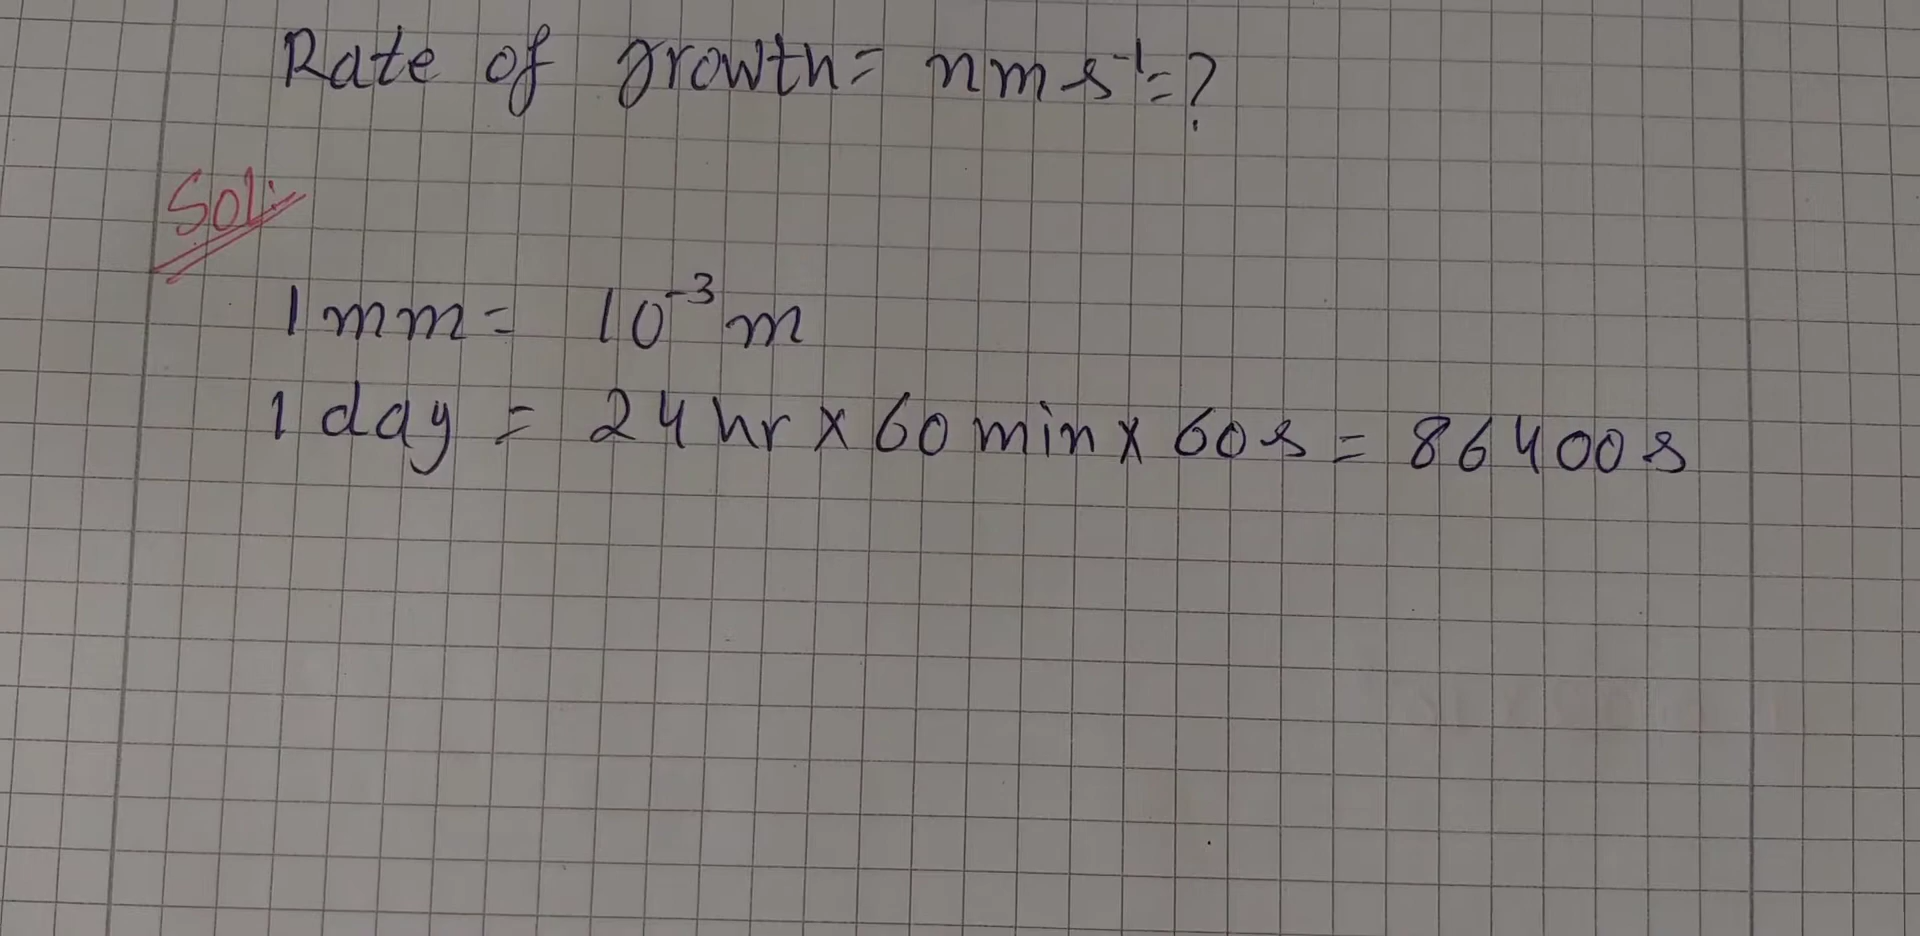 Rate of growth = nm s⁻¹ = ?
Sol:
1 mm = 10⁻³ m
1 day = 24 hr x 60 min x 60 s = 86400 s